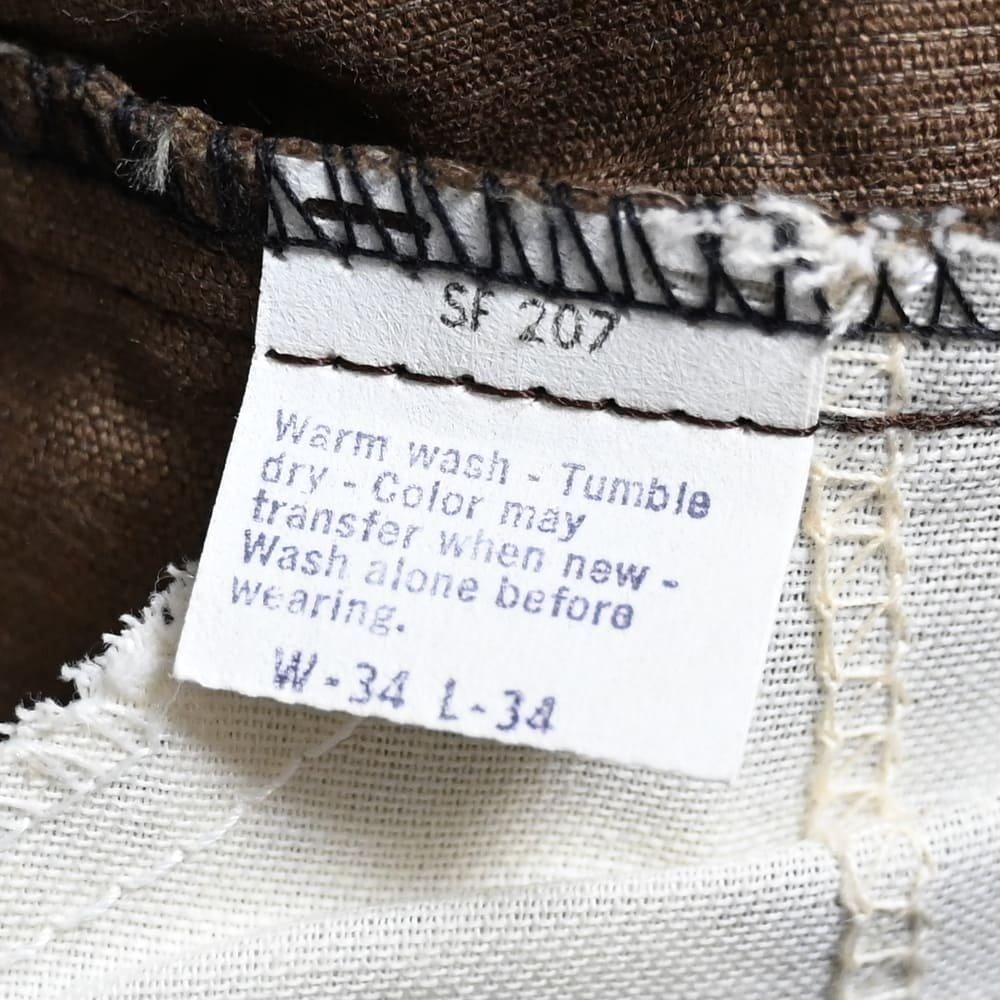 SF 207
Warm wash - Tumble
dry - Color may
transfer when new -
Wash alone before
wearing.
W-34 L-34